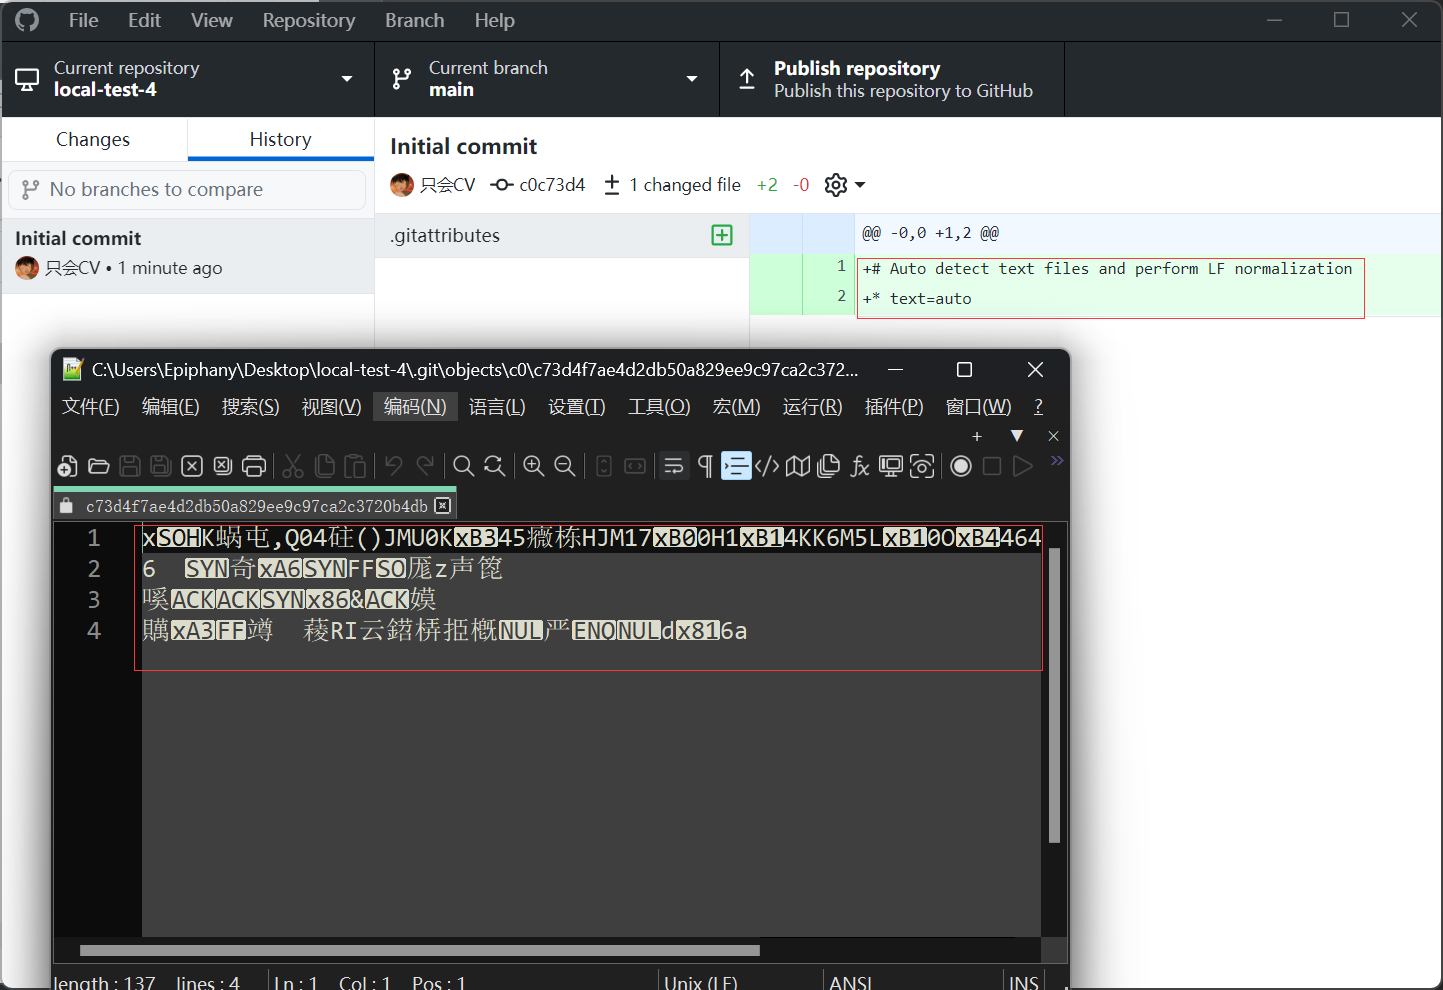 File Edit View Repository Branch Help
Current repository
local-test-4
Current branch
main
Publish repository
Publish this repository to GitHub
Changes History
No branches to compare
Initial commit
只会CV • 1 minute ago
Initial commit
只会CV c0c73d4 1 changed file +2 -0
.gitattributes
@@ -0,0 +1,2 @@
1 +# Auto detect text files and perform LF normalization
2 +* text=auto
C:\Users\Epiphany\Desktop\local-test-4\.git\objects\c0\c73d4f7ae4d2db50a829ee9c97ca2c372...
文件(F) 编辑(E) 搜索(S) 视图(V) 编码(N) 语言(L) 设置(T) 工具(O) 宏(M) 运行(R) 插件(P) 窗口(W) ?
c73d4f7ae4d2db50a829ee9c97ca2c3720b4db
1 xSOHK蜗屯,Q04砫()JMU0KxB345癓栋HJM17xB00H1xB14KK6M5LxB10OxB4464
2 6 SYN奇xA6SYNFFSO厖z声篦
3 嗘ACKACKSYNx86&ACK嫫
4 xA3FF竴 RI云 NUL严ENQNULdx816a
length : 137 lines : 4 Ln : 1 Col : 1 Pos : 1 Unix (LF) ANSI INS